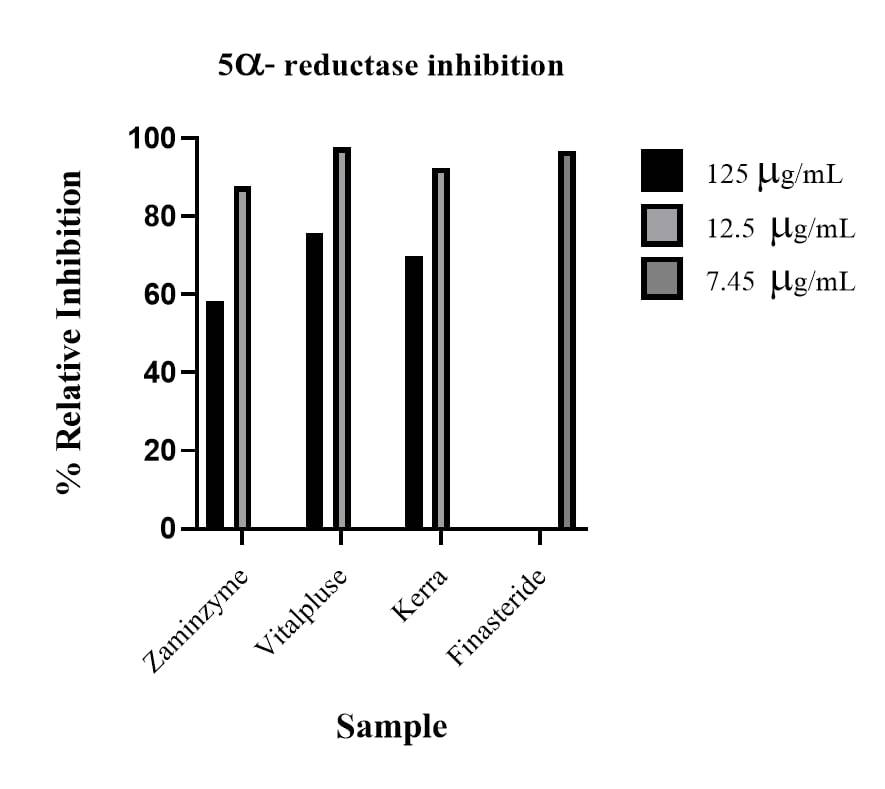 5α- reductase inhibition
100
80
60
40
20
0
% Relative Inhibition
125 μg/mL
12.5 μg/mL
7.45 μg/mL
Zaminzyme
Vitalpluse
Kerra
Finasteride
Sample